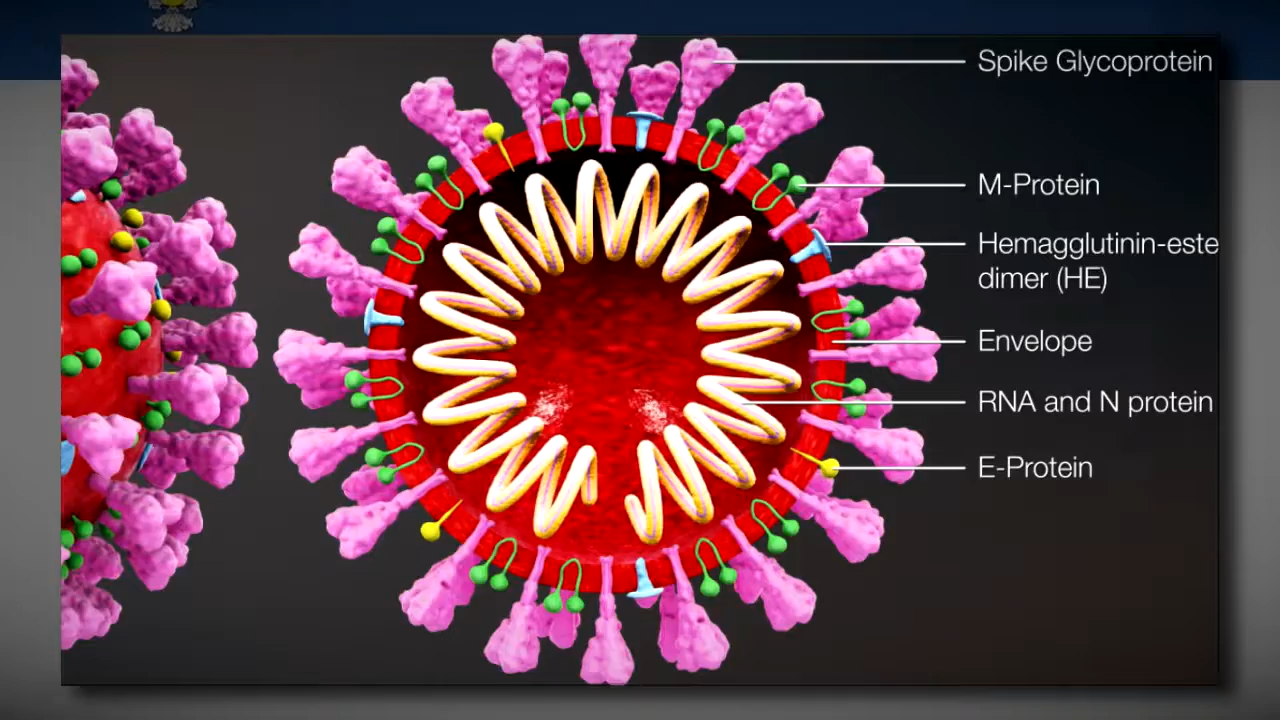 Spike Glycoprotein
M-Protein
Hemagglutinin-este
dimer (HE)
Envelope
RNA and N protein
E-Protein